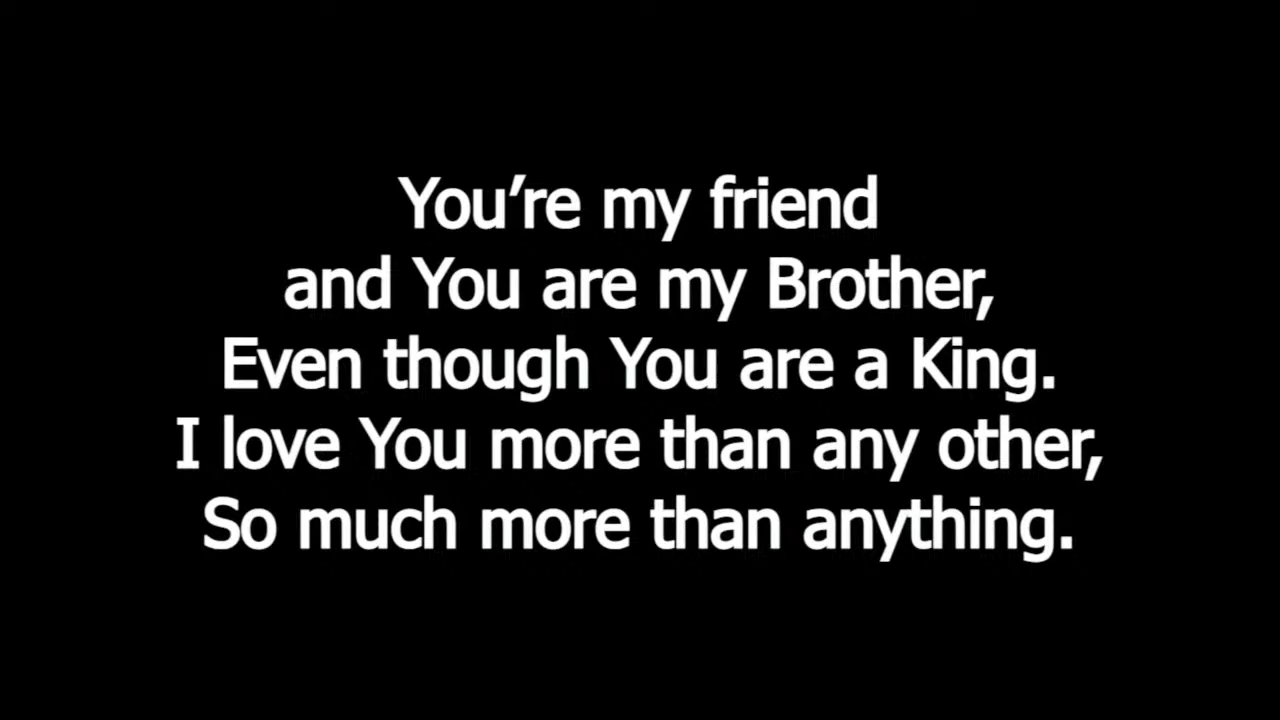 You’re my friend
and You are my Brother,
Even though You are a King.
I love You more than any other,
So much more than anything.